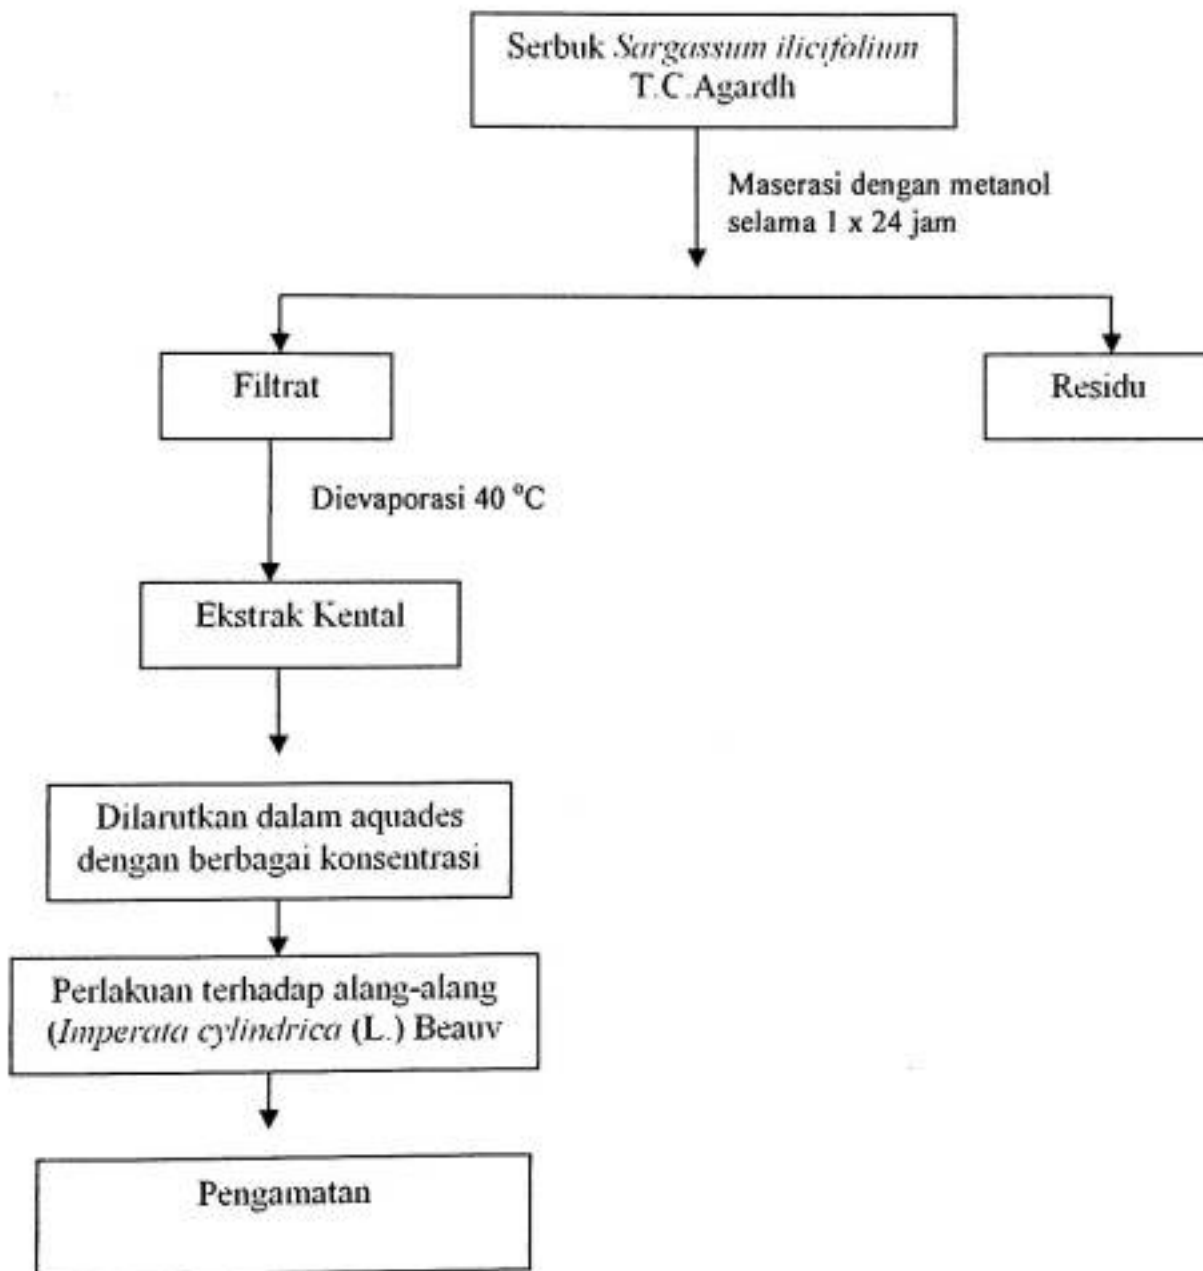 Serbuk Sargassum ilicifolium
T.C.Agardh
Maserasi dengan metanol
selama 1 x 24 jam
Filtrat
Residu
Dievaporasi 40 °C
Ekstrak Kental
Dilarutkan dalam aquades
dengan berbagai konsentrasi
Perlakuan terhadap alang-alang
(Imperata cylindrica (L.) Beauv
Pengamatan